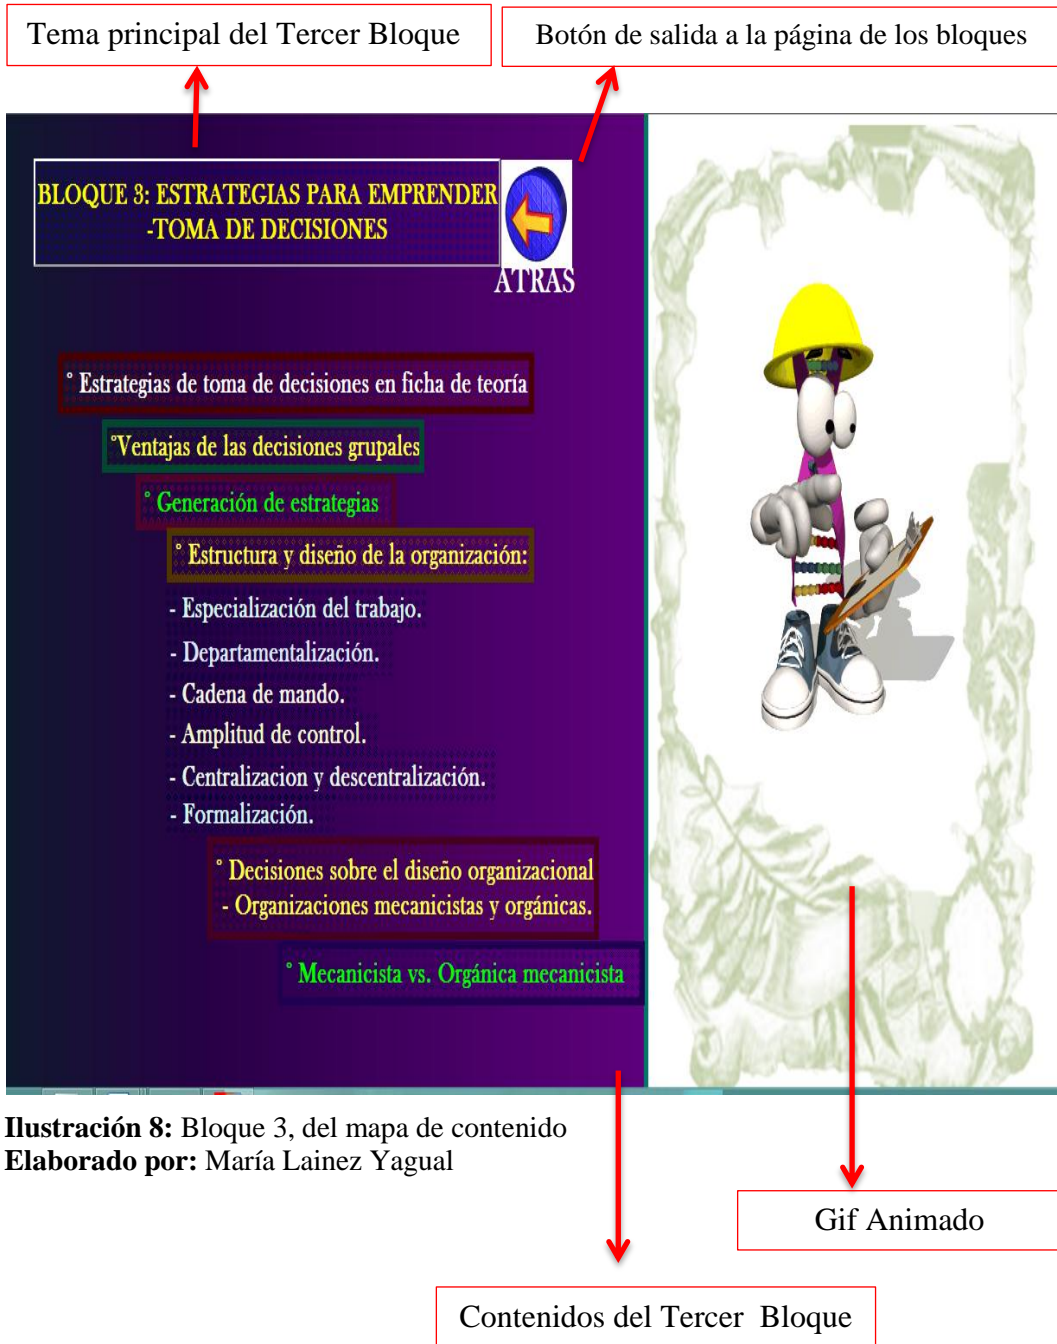 Tema principal del Tercer Bloque
Botón de salida a la página de los bloques
BLOQUE 3: ESTRATEGIAS PARA EMPRENDER
-TOMA DE DECISIONES
ATRAS
° Estrategias de toma de decisiones en ficha de teoría
°Ventajas de las decisiones grupales
° Generación de estrategias
° Estructura y diseño de la organización:
- Especialización del trabajo.
- Departamentalización.
- Cadena de mando.
- Amplitud de control.
- Centralizacion y descentralización.
- Formalización.
° Decisiones sobre el diseño organizacional
- Organizaciones mecanicistas y orgánicas.
° Mecanicista vs. Orgánica mecanicista
Ilustración 8: Bloque 3, del mapa de contenido
Elaborado por: María Lainez Yagual
Gif Animado
Contenidos del Tercer Bloque